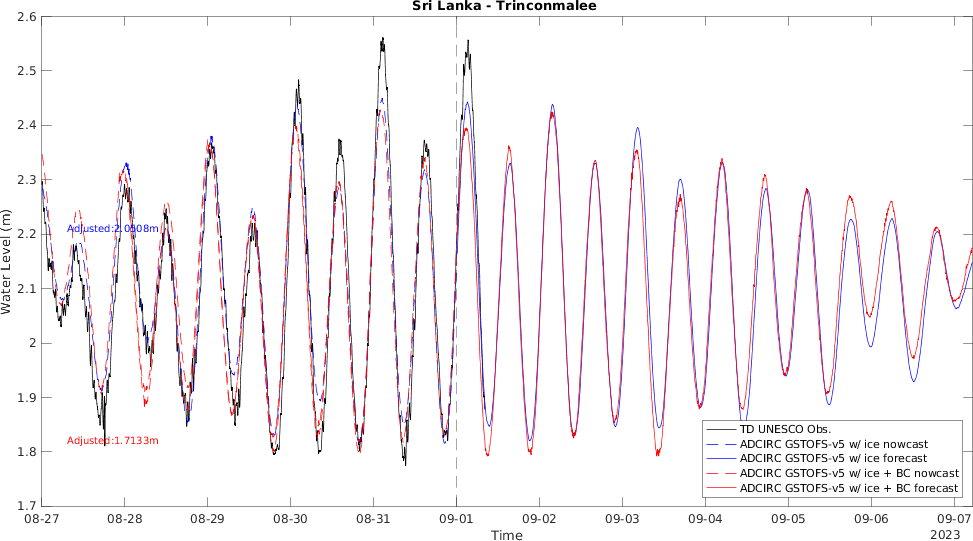 Sri Lanka - Trinconmalee
2.6
2.5
2.4
2.3
2.2
2.1
2
1.9
1.8
1.7
Water Level (m)
Adjusted:2.0508m
Adjusted:1.7133m
TD UNESCO Obs.
ADCIRC GSTOFS-v5 w/ ice nowcast
ADCIRC GSTOFS-v5 w/ ice forecast
ADCIRC GSTOFS-v5 w/ ice + BC nowcast
ADCIRC GSTOFS-v5 w/ ice + BC forecast
08-27 08-28 08-29 08-30 08-31 09-01 09-02 09-03 09-04 09-05 09-06 09-07
Time
2023